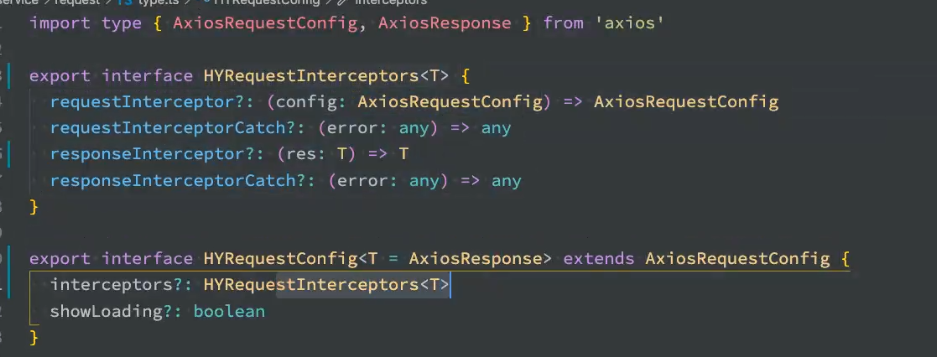 service > request > TS type.ts > HYRequestConfig > interceptors
import type { AxiosRequestConfig, AxiosResponse } from 'axios'
export interface HYRequestInterceptors<T> {
requestInterceptor?: (config: AxiosRequestConfig) => AxiosRequestConfig
requestInterceptorCatch?: (error: any) => any
responseInterceptor?: (res: T) => T
responseInterceptorCatch?: (error: any) => any
}
export interface HYRequestConfig<T = AxiosResponse> extends AxiosRequestConfig {
interceptors?: HYRequestInterceptors<T>
showLoading?: boolean
}